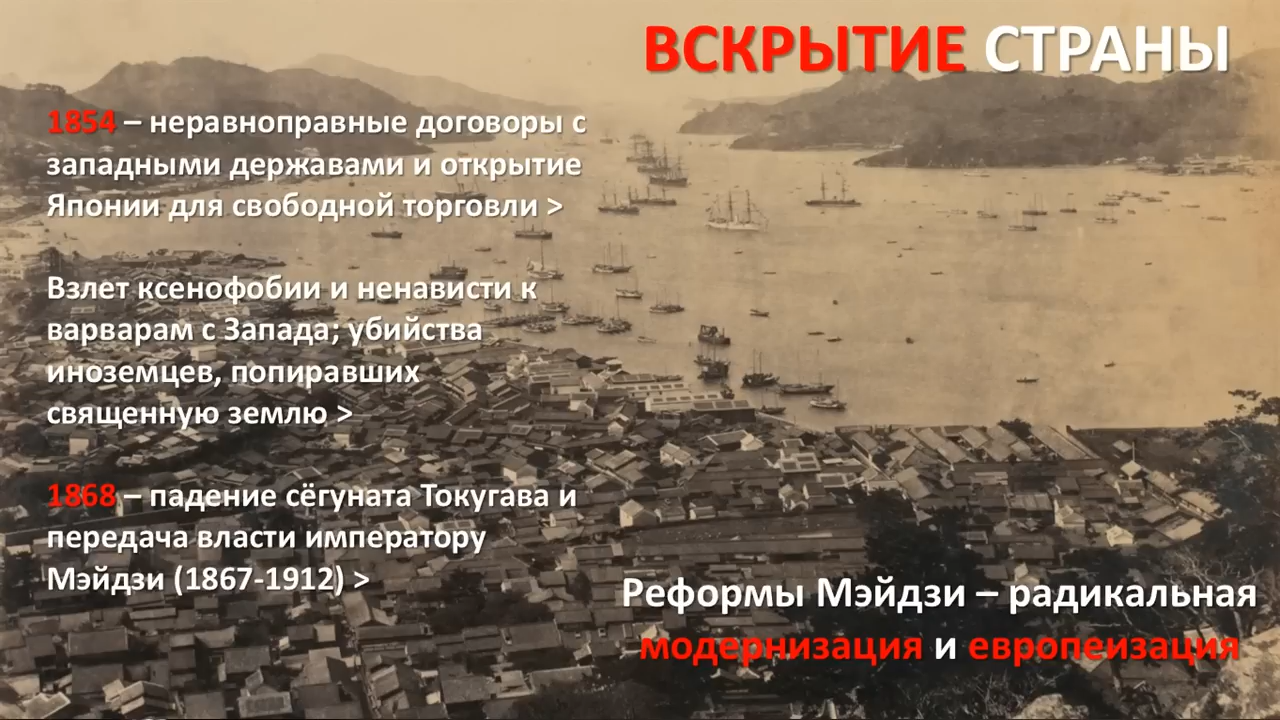 ВСКРЫТИЕ СТРАНЫ
1854 – неравноправные договоры с
западными державами и открытие
Японии для свободной торговли >
Взлет ксенофобии и ненависти к
варварам с Запада; убийства
иноземцев, попиравших
священную землю >
1868 – падение сёгуната Токугава и
передача власти императору
Мэйдзи (1867-1912) >
Реформы Мэйдзи – радикальная
модернизация и европеизация